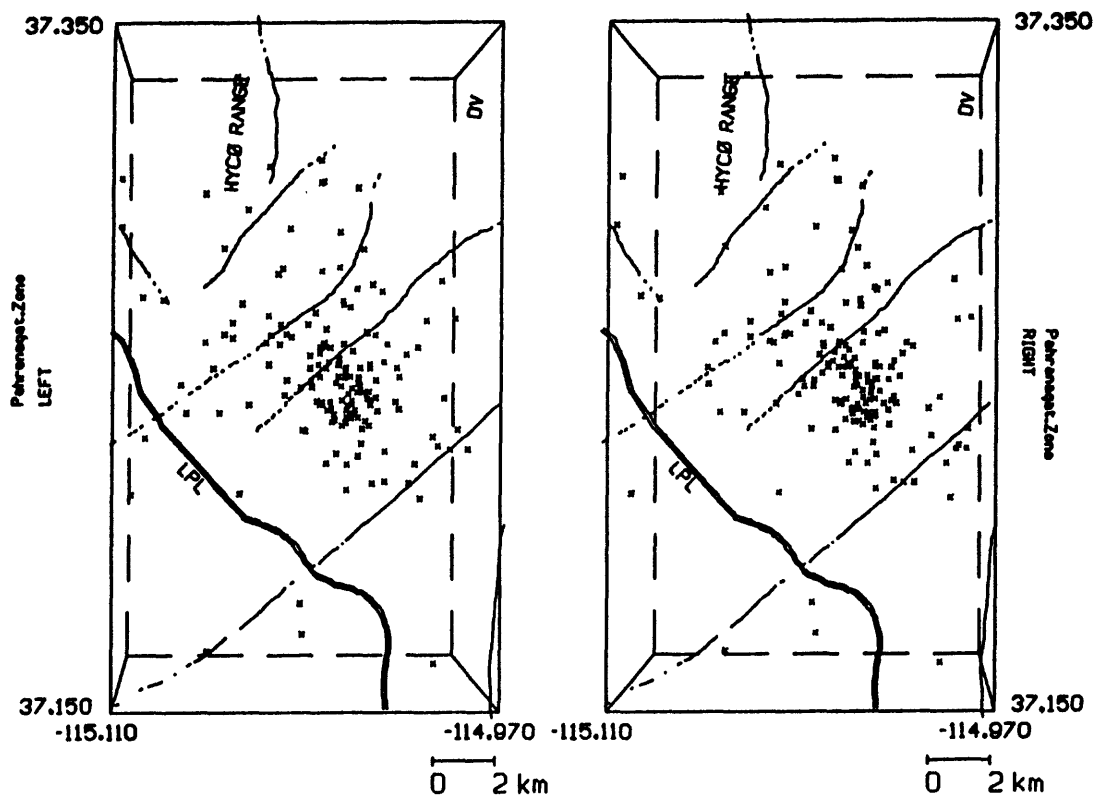 37.350
HYCØ RANGE
DV
Pahranagat.Zone
LEFT
LPL
37.150
-115.110
-114.970
0 2 km
37.350
HYCØ RANGE
DV
Pahranagat.Zone
RIGHT
LPL
37.150
-115.110
-114.970
0 2 km